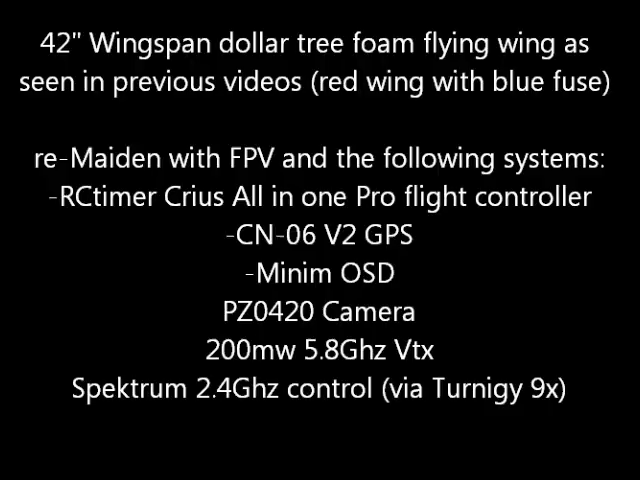 42" Wingspan dollar tree foam flying wing as
seen in previous videos (red wing with blue fuse)
re-Maiden with FPV and the following systems:
-RCtimer Crius All in one Pro flight controller
-CN-06 V2 GPS
-Minim OSD
PZ0420 Camera
200mw 5.8Ghz Vtx
Spektrum 2.4Ghz control (via Turnigy 9x)